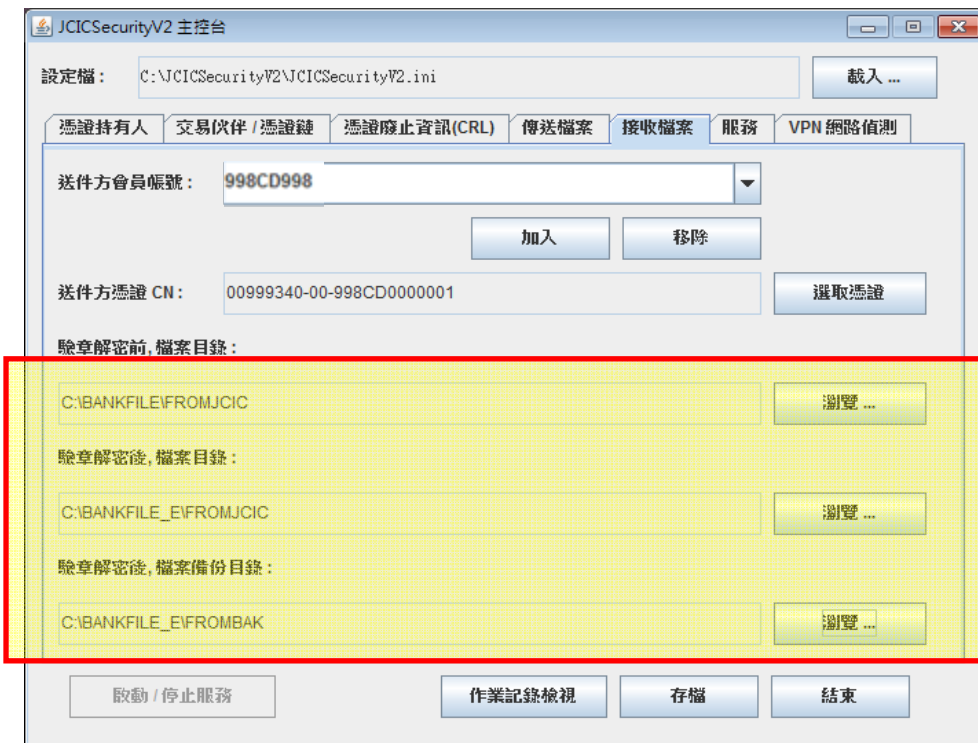 JCICSecurityV2 主控台
設定檔： C:\JCICSecurityV2\JCICSecurityV2.ini 載入 ...
憑證持有人 交易伙伴 / 憑證鏈 憑證廢止資訊(CRL) 傳送檔案 接收檔案 服務 VPN 網路偵測
送件方會員帳號： 998CD998
加入 移除
送件方憑證 CN： 00999340-00-998CD0000001 選取憑證
驗章解密前, 檔案目錄：
C:\BANKFILE\FROMJCIC 瀏覽 ...
驗章解密後, 檔案目錄：
C:\BANKFILE_E\FROMJCIC 瀏覽 ...
驗章解密後, 檔案備份目錄：
C:\BANKFILE_E\FROMBAK 瀏覽 ...
啟動 / 停止服務 作業記錄檢視 存檔 結束